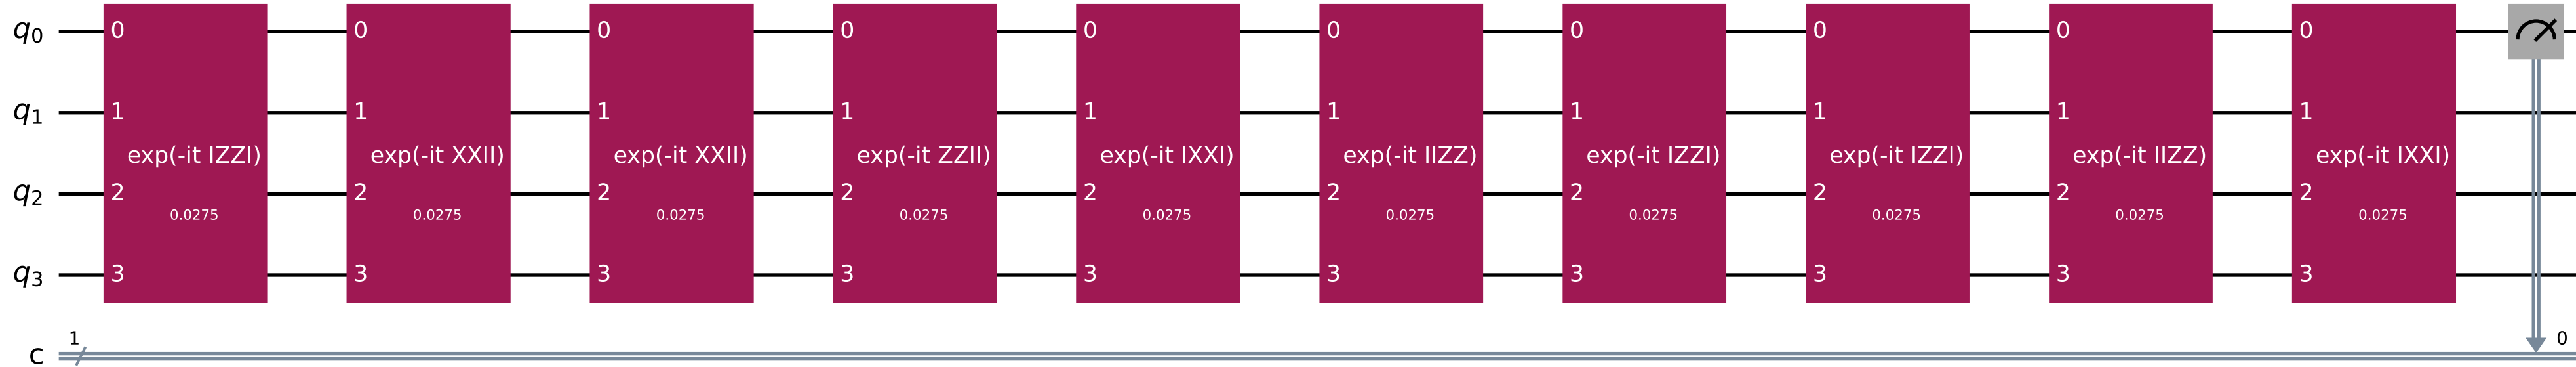 q0 0 0 0 0 0 0 0 0 0 0
q1 1 1 1 1 1 1 1 1 1 1
exp(-it IZZI) exp(-it XXII) exp(-it XXII) exp(-it ZZII) exp(-it IXXI) exp(-it IIZZ) exp(-it IZZI) exp(-it IZZI) exp(-it IIZZ) exp(-it IXXI)
q2 2 2 2 2 2 2 2 2 2 2
0.0275 0.0275 0.0275 0.0275 0.0275 0.0275 0.0275 0.0275 0.0275 0.0275
q3 3 3 3 3 3 3 3 3 3 3
1 0
c